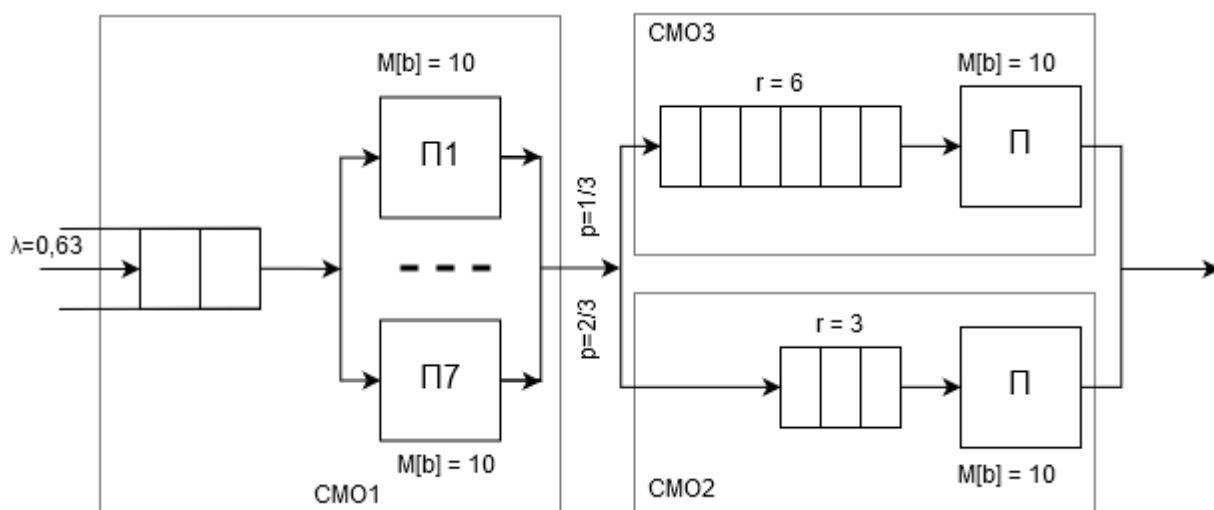 M[b] = 10
П1
λ=0,63
П7
M[b] = 10
СМО1
p=1/3
p=2/3
СМО3
r = 6
M[b] = 10
П
r = 3
П
M[b] = 10
СМО2